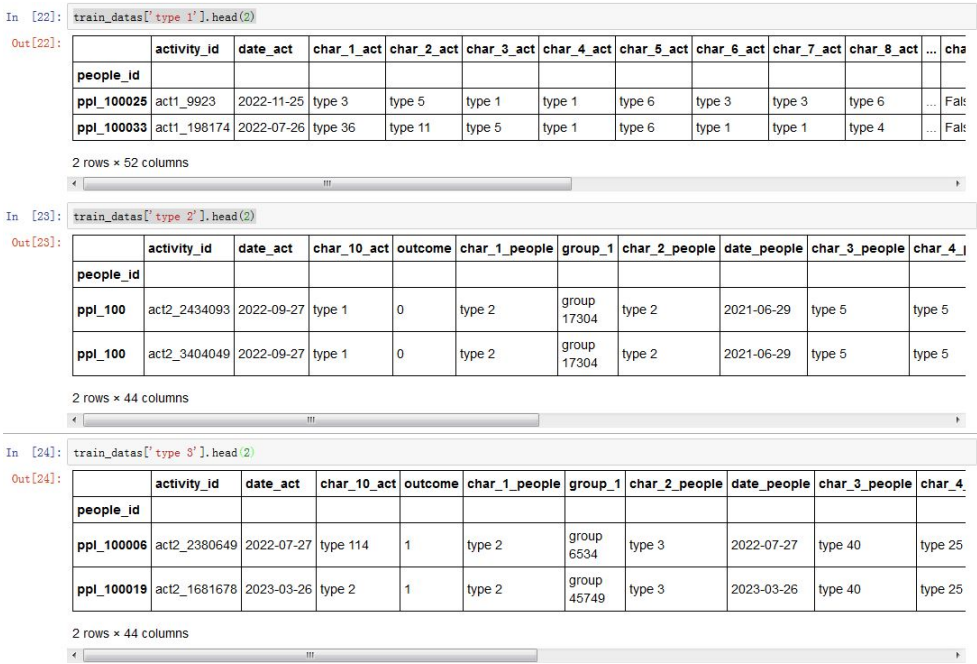 In [22]: train_datas['type 1'].head(2)
Out[22]:
activity_id date_act char_1_act char_2_act char_3_act char_4_act char_5_act char_6_act char_7_act char_8_act ... cha
people_id
ppl_100025 act1_9923 2022-11-25 type 3 type 5 type 1 type 1 type 6 type 3 type 3 type 6 ... Fals
ppl_100033 act1_198174 2022-07-26 type 36 type 11 type 5 type 1 type 6 type 1 type 1 type 4 ... Fals
2 rows × 52 columns
In [23]: train_datas['type 2'].head(2)
Out[23]:
activity_id date_act char_10_act outcome char_1_people group_1 char_2_people date_people char_3_people char_4_p
people_id
ppl_100 act2_2434093 2022-09-27 type 1 0 type 2 group 17304 type 2 2021-06-29 type 5 type 5
ppl_100 act2_3404049 2022-09-27 type 1 0 type 2 group 17304 type 2 2021-06-29 type 5 type 5
2 rows × 44 columns
In [24]: train_datas['type 3'].head(2)
Out[24]:
activity_id date_act char_10_act outcome char_1_people group_1 char_2_people date_people char_3_people char_4_
people_id
ppl_100006 act2_2380649 2022-07-27 type 114 1 type 2 group 6534 type 3 2022-07-27 type 40 type 25
ppl_100019 act2_1681678 2023-03-26 type 2 1 type 2 group 45749 type 3 2023-03-26 type 40 type 25
2 rows × 44 columns